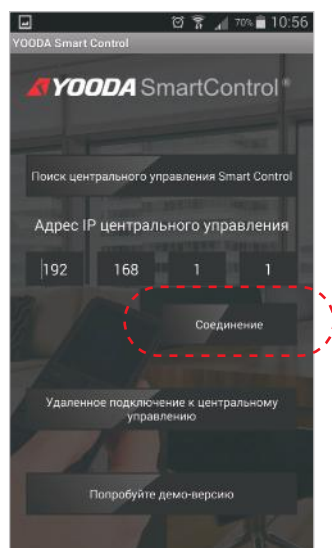 70% 10:56
YOODA Smart Control
YOODA SmartControl®
Поиск центрального управления Smart Control
Адрес IP центрального управления
192 168 1 1
Соединение
Удаленное подключение к центральному
управлению
Попробуйте демо-версию